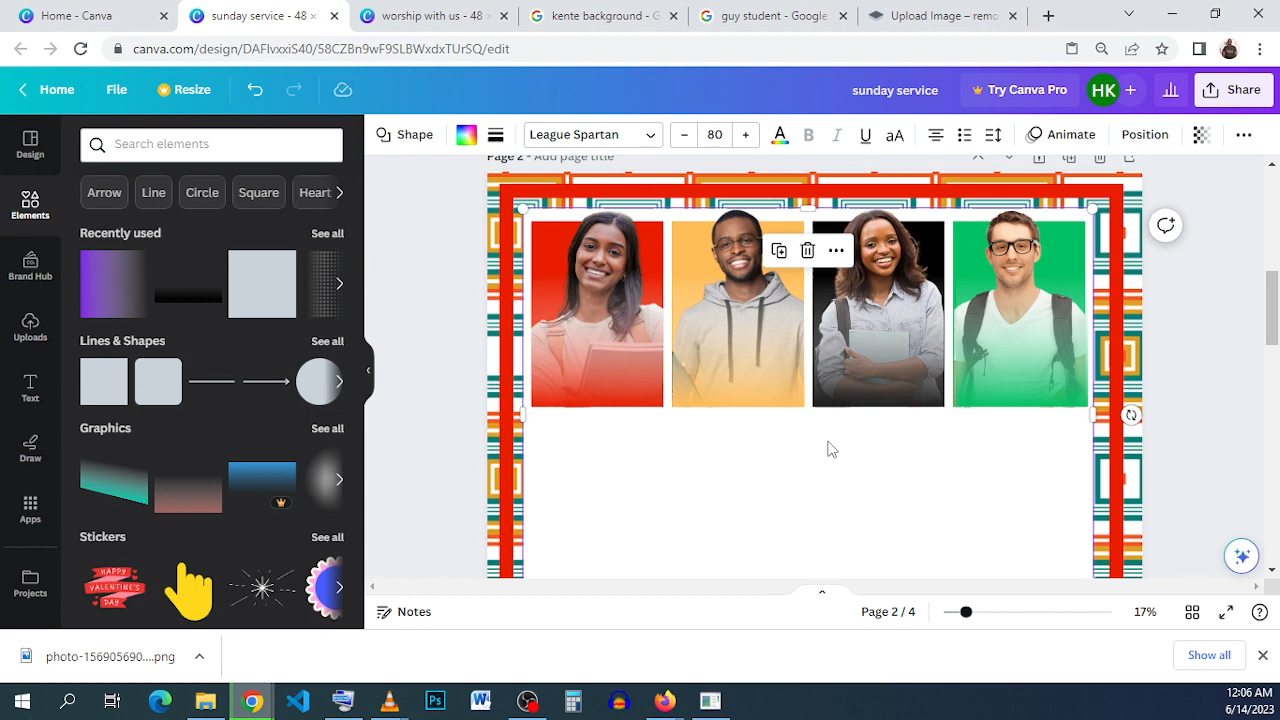 Home - Canva
sunday service - 48
worship with us - 48
kente background - G
guy student - Google
Upload Image – remo
canva.com/design/DAFlvxxiS40/58CZBn9wF9SLBWxdxTUrSQ/edit
Home
File
Resize
sunday service
Try Canva Pro
HK
Share
Design
Elements
Brand Hub
Uploads
Text
Draw
Apps
Projects
Search elements
Arrow
Line
Circle
Square
Heart
Recently used
See all
Lines & Shapes
See all
Graphics
See all
Stickers
See all
HAPPY
VALENTINE'S
DAY
Shape
League Spartan
– 80 +
A B I U aA
Animate
Position
Page 2 - Add page title
Notes
Page 2 / 4
17%
photo-156905690....png
Show all
Ps
W
12:06 AM
6/14/2023